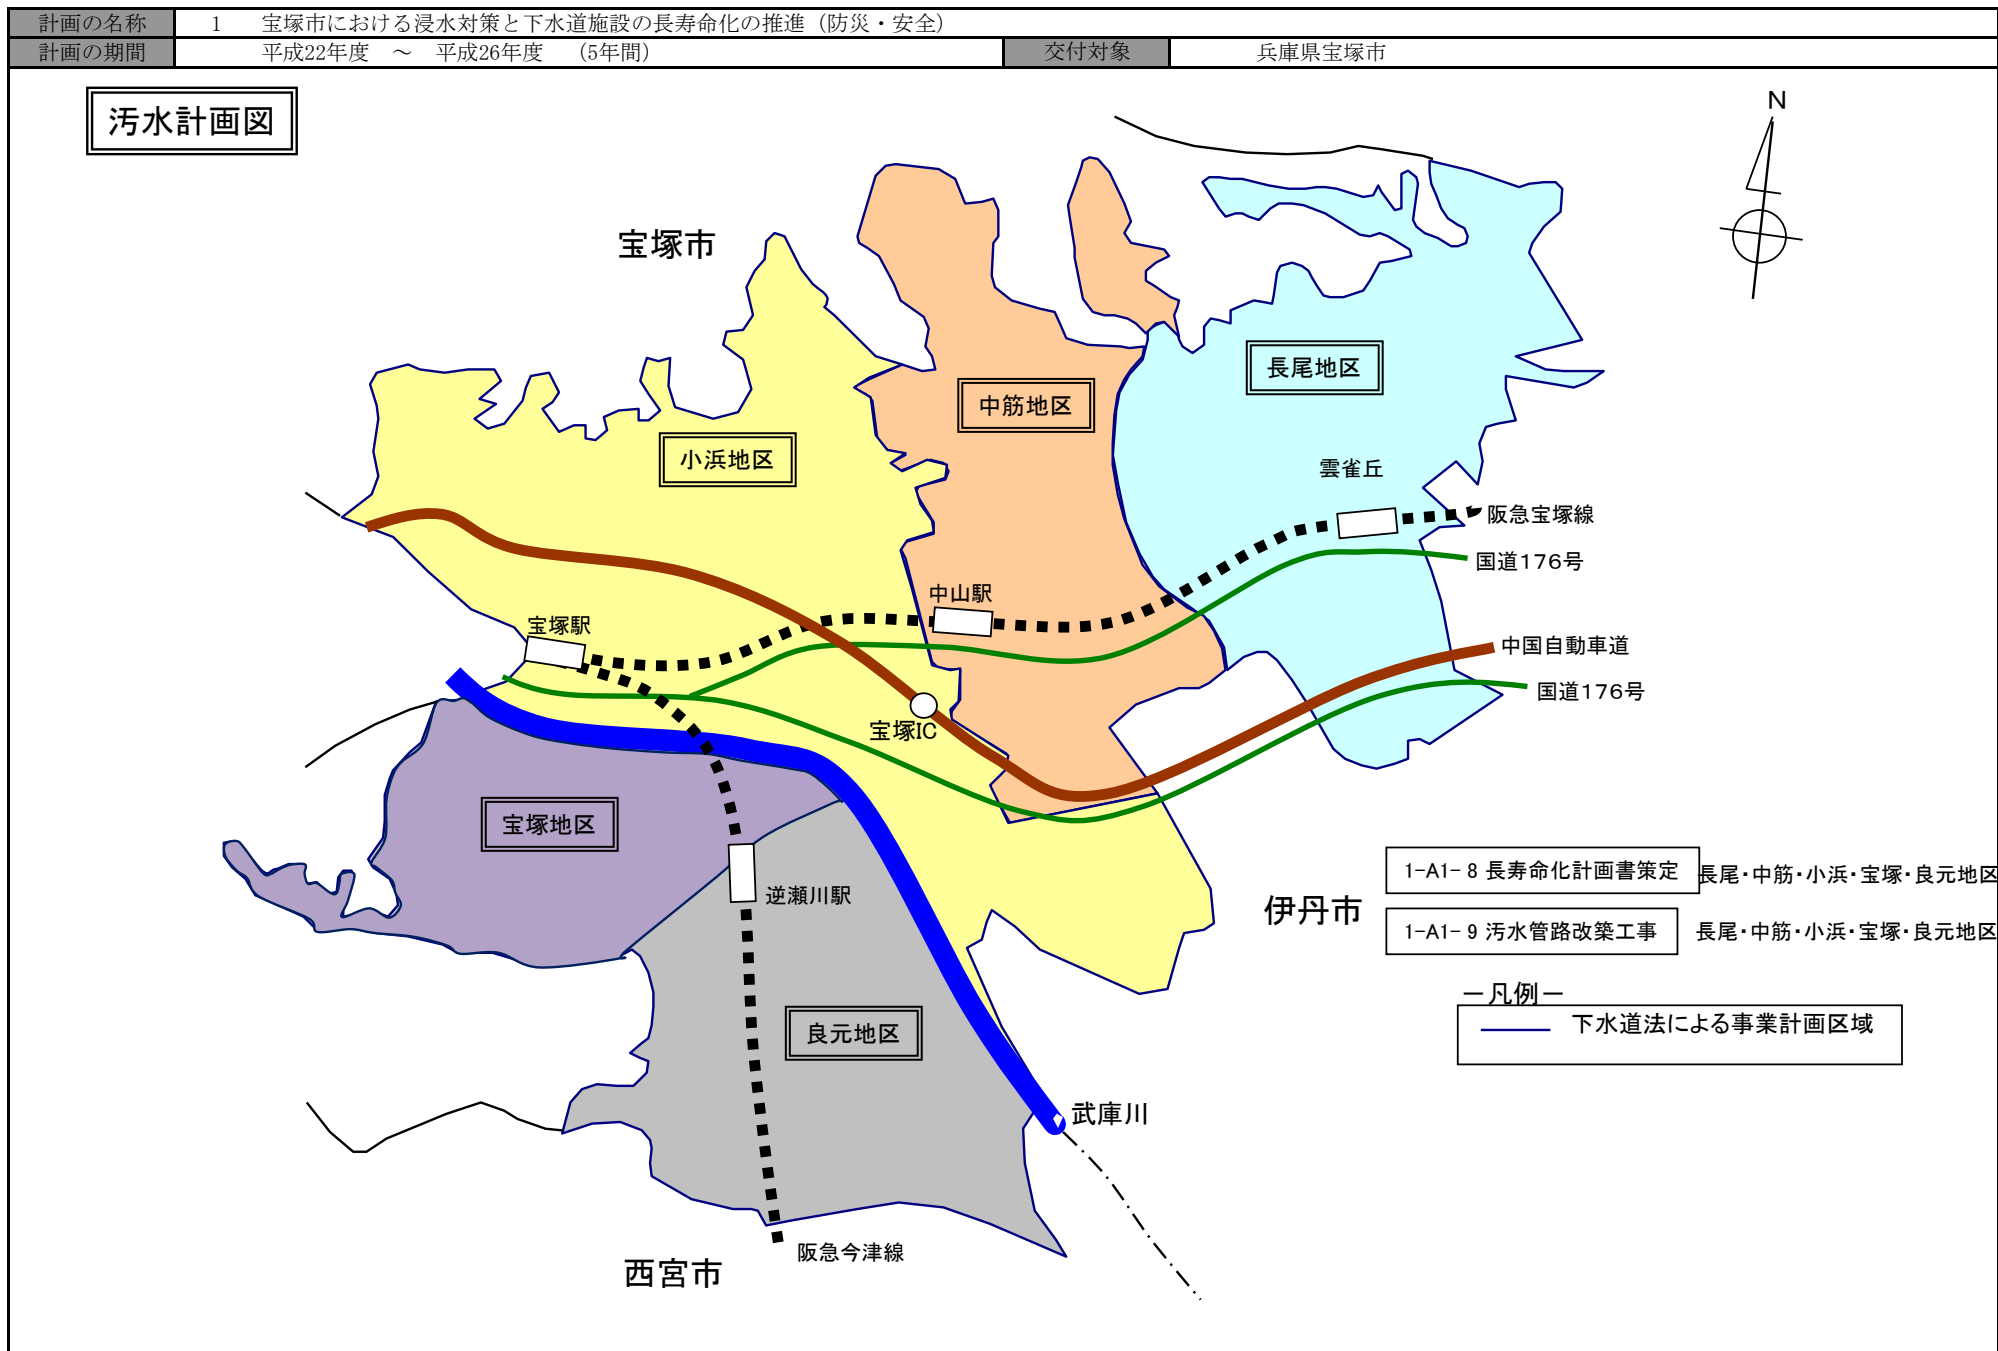 計画の名称 1 宝塚市における浸水対策と下水道施設の長寿命化の推進（防災・安全）
計画の期間 平成22年度 ～ 平成26年度 （5年間） 交付対象 兵庫県宝塚市
汚水計画図
N
宝塚市
長尾地区
中筋地区
小浜地区
雲雀丘
阪急宝塚線
国道176号
中山駅
宝塚駅
中国自動車道
国道176号
宝塚IC
宝塚地区
逆瀬川駅
1-A1-8 長寿命化計画書策定 長尾・中筋・小浜・宝塚・良元地区
伊丹市
1-A1-9 汚水管路改築工事 長尾・中筋・小浜・宝塚・良元地区
－凡例－
下水道法による事業計画区域
良元地区
武庫川
阪急今津線
西宮市